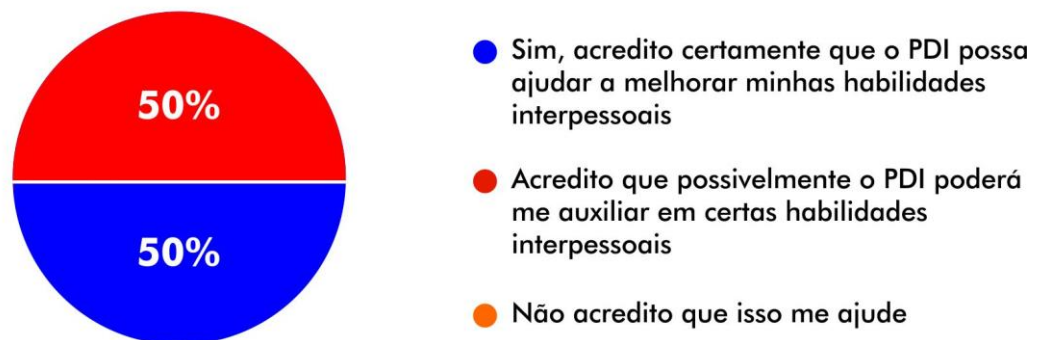 50%
50%
Sim, acredito certamente que o PDI possa
ajudar a melhorar minhas habilidades
interpessoais
Acredito que possivelmente o PDI poderá
me auxiliar em certas habilidades
interpessoais
Não acredito que isso me ajude